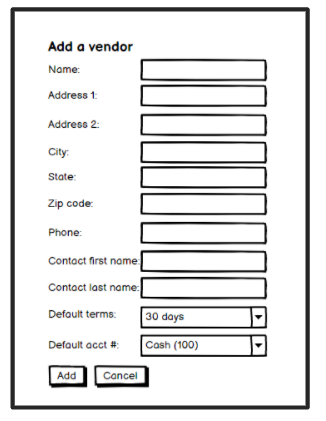 Add a vendor
Name:
Address 1:
Address 2:
City:
State:
Zip code:
Phone:
Contact first name:
Contact last name:
Default terms: 30 days
Default acct #: Cash (100)
Add Cancel